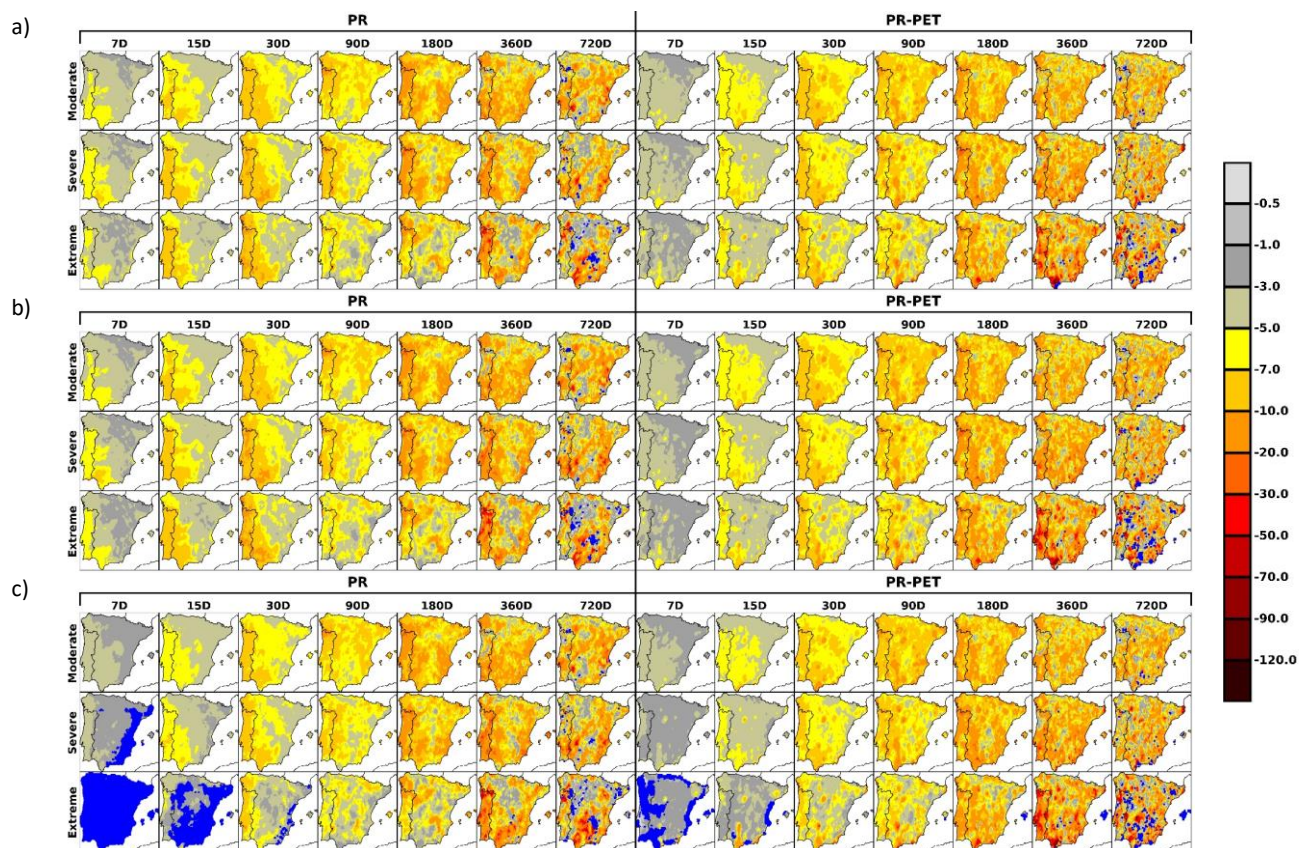 a)
PR PR-PET
7D 15D 30D 90D 180D 360D 720D 7D 15D 30D 90D 180D 360D 720D
Moderate
Severe
Extreme
b)
PR PR-PET
7D 15D 30D 90D 180D 360D 720D 7D 15D 30D 90D 180D 360D 720D
Moderate
Severe
Extreme
c)
PR PR-PET
7D 15D 30D 90D 180D 360D 720D 7D 15D 30D 90D 180D 360D 720D
Moderate
Severe
Extreme
-0.5
-1.0
-3.0
-5.0
-7.0
-10.0
-20.0
-30.0
-50.0
-70.0
-90.0
-120.0